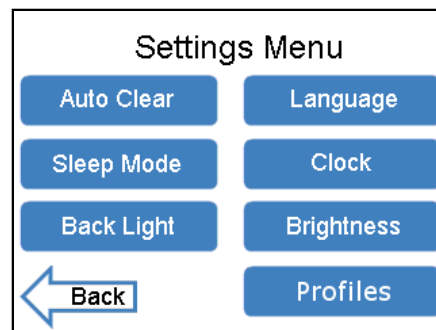 Settings Menu
Auto Clear
Language
Sleep Mode
Clock
Back Light
Brightness
Back
Profiles